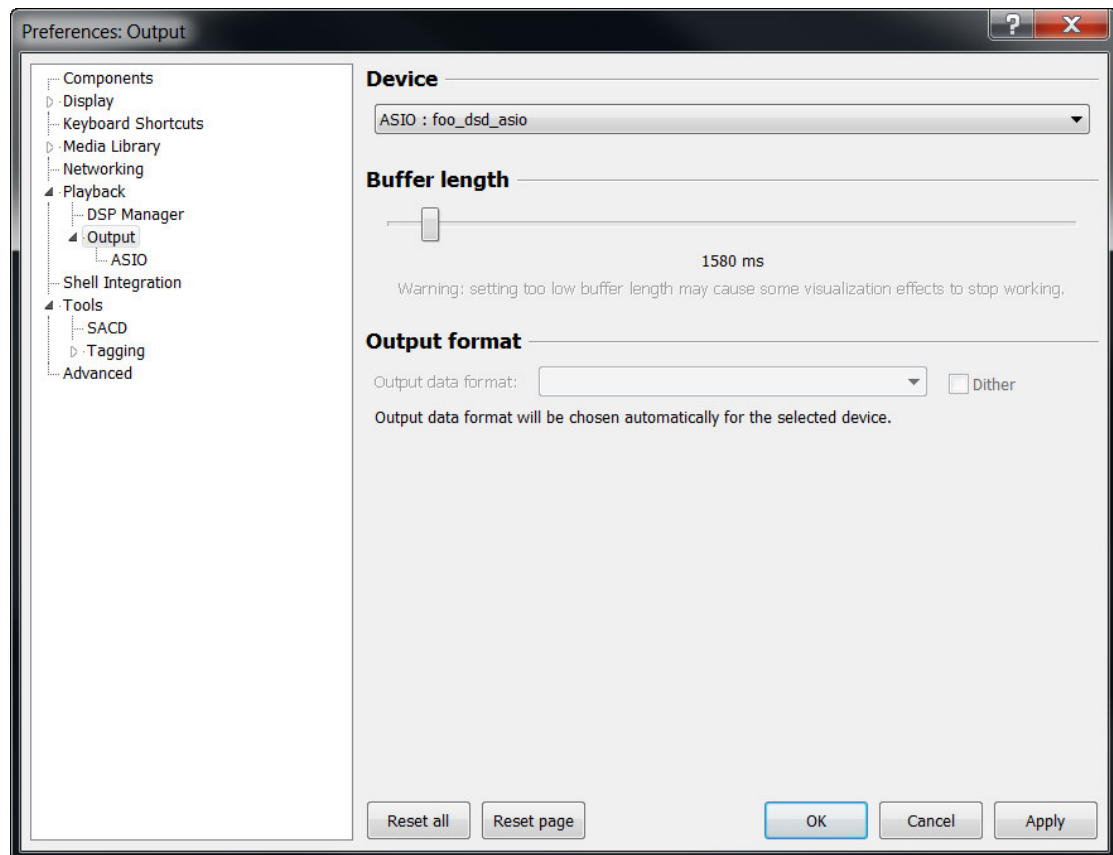 Preferences: Output
?
X
Components
Display
Keyboard Shortcuts
Media Library
Networking
Playback
DSP Manager
Output
ASIO
Shell Integration
Tools
SACD
Tagging
Advanced
Device
ASIO : foo_dsd_asio
Buffer length
1580 ms
Warning: setting too low buffer length may cause some visualization effects to stop working.
Output format
Output data format:
Dither
Output data format will be chosen automatically for the selected device.
Reset all
Reset page
OK
Cancel
Apply